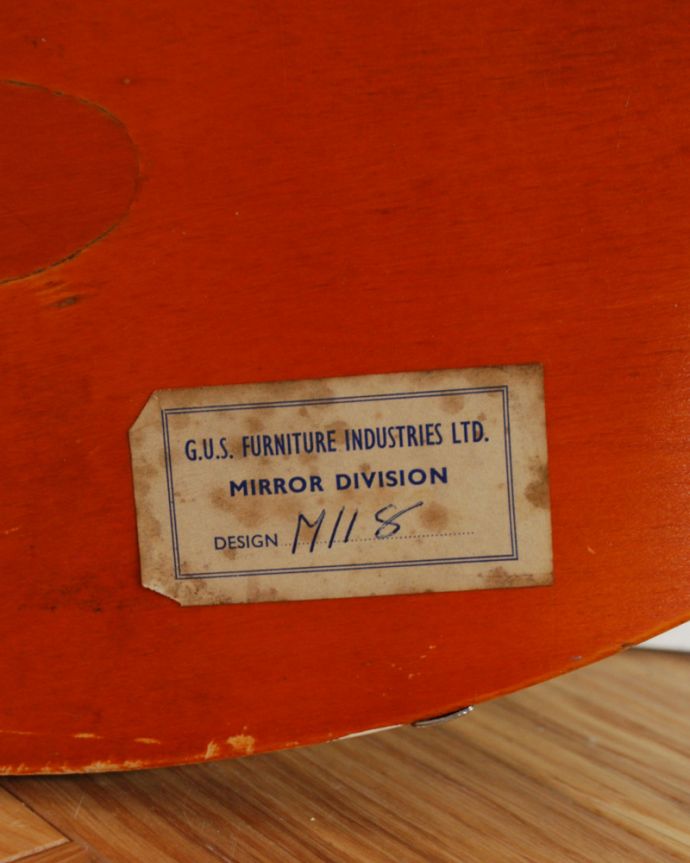 G.U.S. FURNITURE INDUSTRIES LTD.
MIRROR DIVISION
DESIGN M118